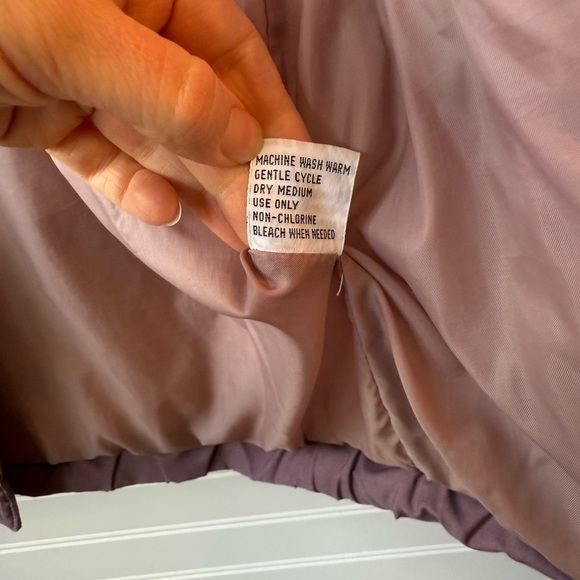 MACHINE WASH WARM
GENTLE CYCLE
DRY MEDIUM
USE ONLY
NON-CHLORINE
BLEACH WHEN NEEDED